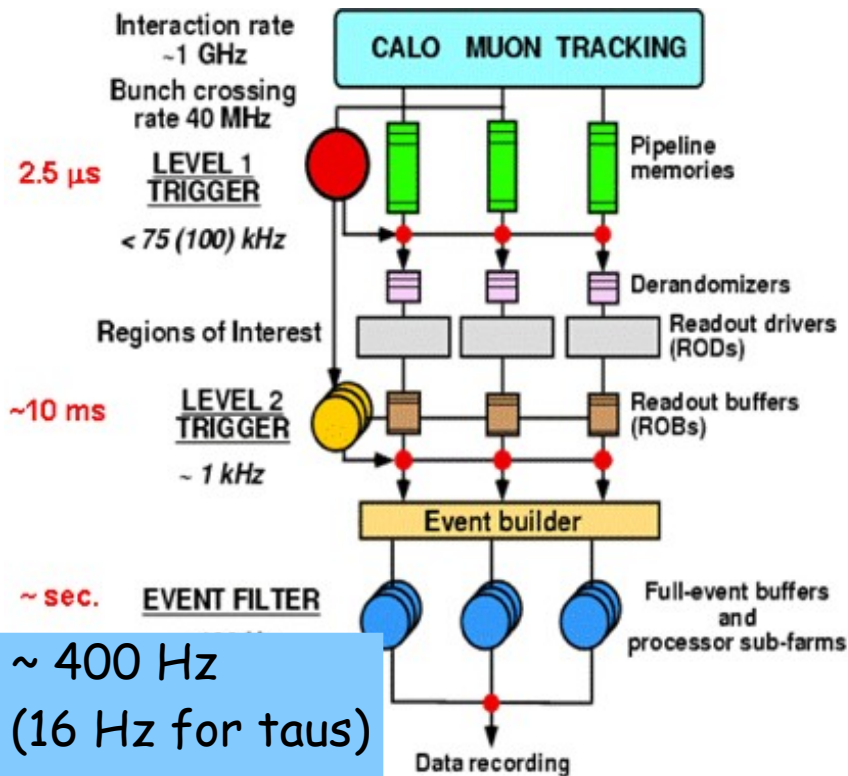 Interaction rate
~1 GHz
CALO MUON TRACKING
Bunch crossing
rate 40 MHz
2.5 μs
LEVEL 1
TRIGGER
< 75 (100) kHz
Pipeline
memories
Derandomizers
Regions of Interest
Readout drivers
(RODs)
~10 ms
LEVEL 2
TRIGGER
~ 1 kHz
Readout buffers
(ROBs)
Event builder
~ sec.
EVENT FILTER
Full-event buffers
and
processor sub-farms
~ 400 Hz
(16 Hz for taus)
Data recording